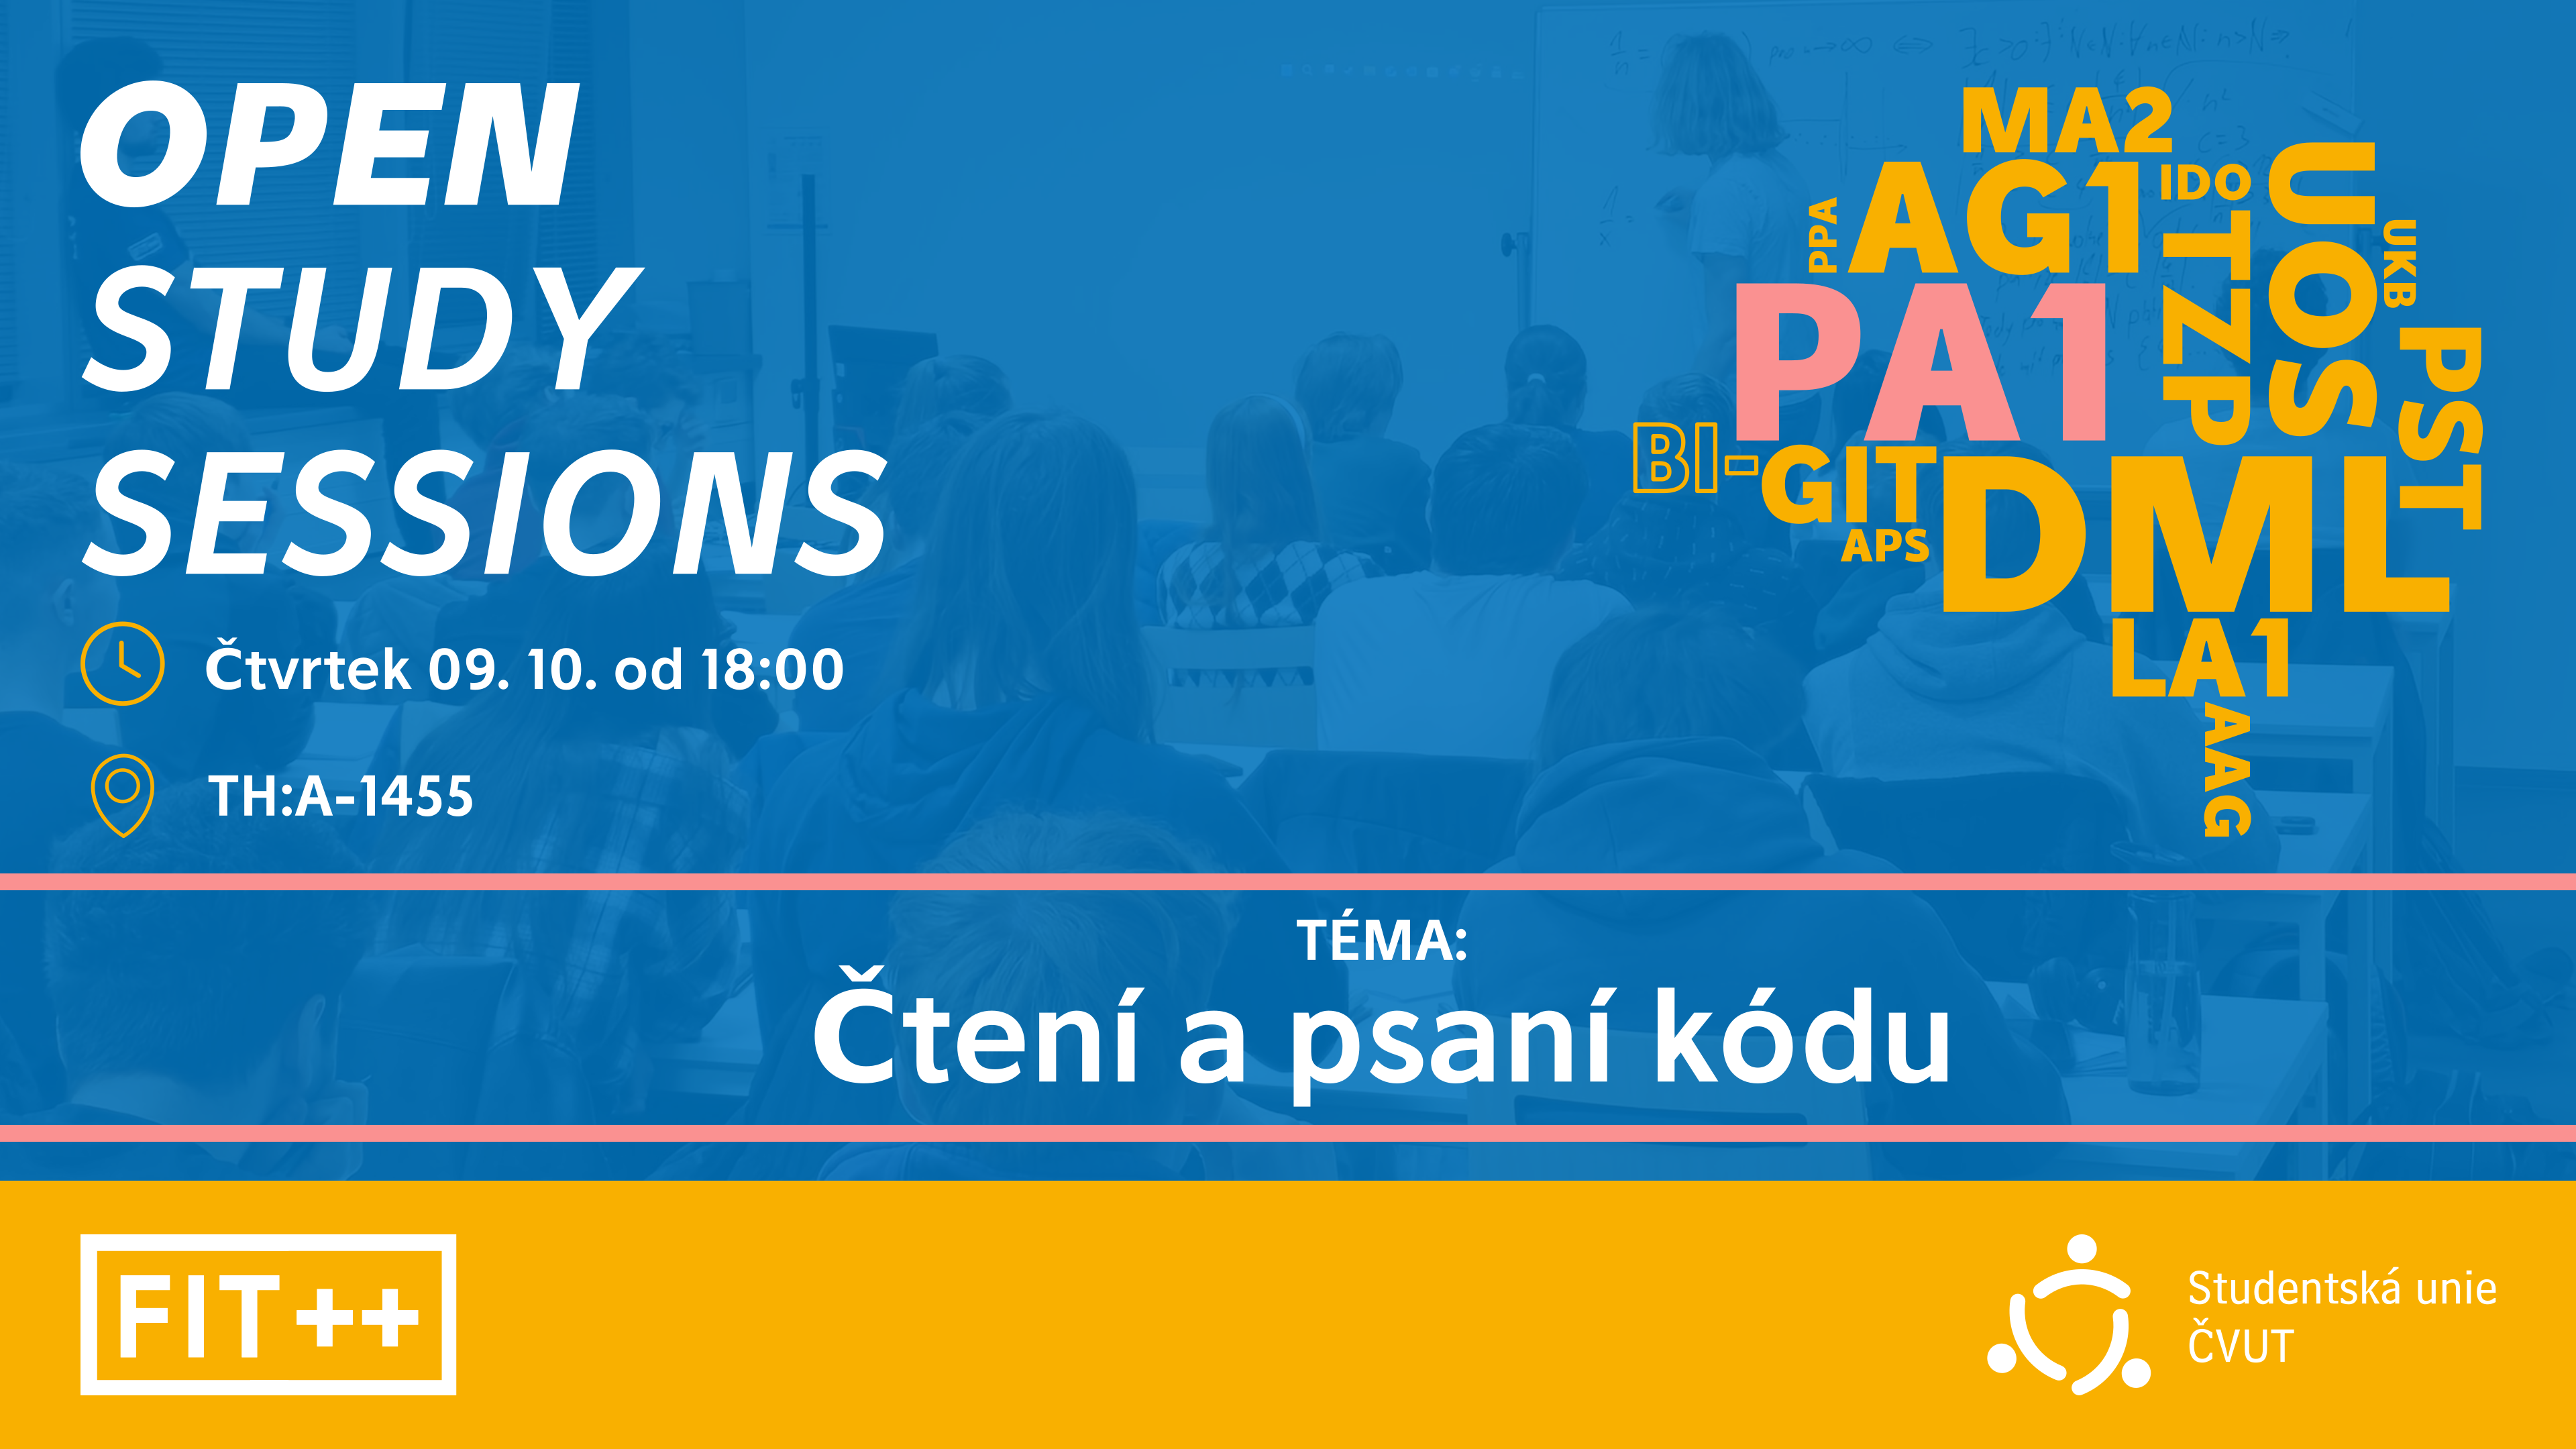 OPEN
STUDY
SESSIONS
Čtvrtek 09. 10. od 18:00
TH:A-1455
MA2
IDO
UOS
UKB
PPA
AG1
TZP
PST
PA1
BI-GIT
APS
DML
LA1
AAG
TÉMA:
Čtení a psaní kódu
FIT++
Studentská unie
ČVUT